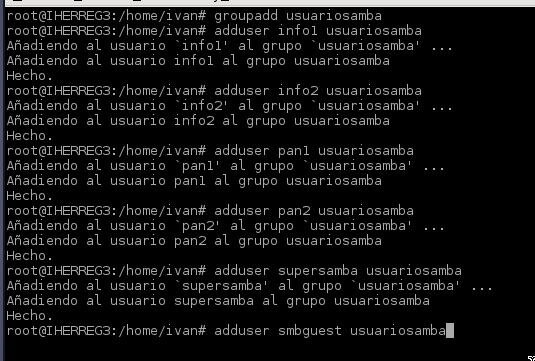 root@IHERREG3:/home/ivan# groupadd usuariosamba
root@IHERREG3:/home/ivan# adduser info1 usuariosamba
Añadiendo al usuario `info1' al grupo `usuariosamba' ...
Añadiendo al usuario info1 al grupo usuariosamba
Hecho.
root@IHERREG3:/home/ivan# adduser info2 usuariosamba
Añadiendo al usuario `info2' al grupo `usuariosamba' ...
Añadiendo al usuario info2 al grupo usuariosamba
Hecho.
root@IHERREG3:/home/ivan# adduser pan1 usuariosamba
Añadiendo al usuario `pan1' al grupo `usuariosamba' ...
Añadiendo al usuario pan1 al grupo usuariosamba
Hecho.
root@IHERREG3:/home/ivan# adduser pan2 usuariosamba
Añadiendo al usuario `pan2' al grupo `usuariosamba' ...
Añadiendo al usuario pan2 al grupo usuariosamba
Hecho.
root@IHERREG3:/home/ivan# adduser supersamba usuariosamba
Añadiendo al usuario `supersamba' al grupo `usuariosamba' ...
Añadiendo al usuario supersamba al grupo usuariosamba
Hecho.
root@IHERREG3:/home/ivan# adduser smbguest usuariosamba